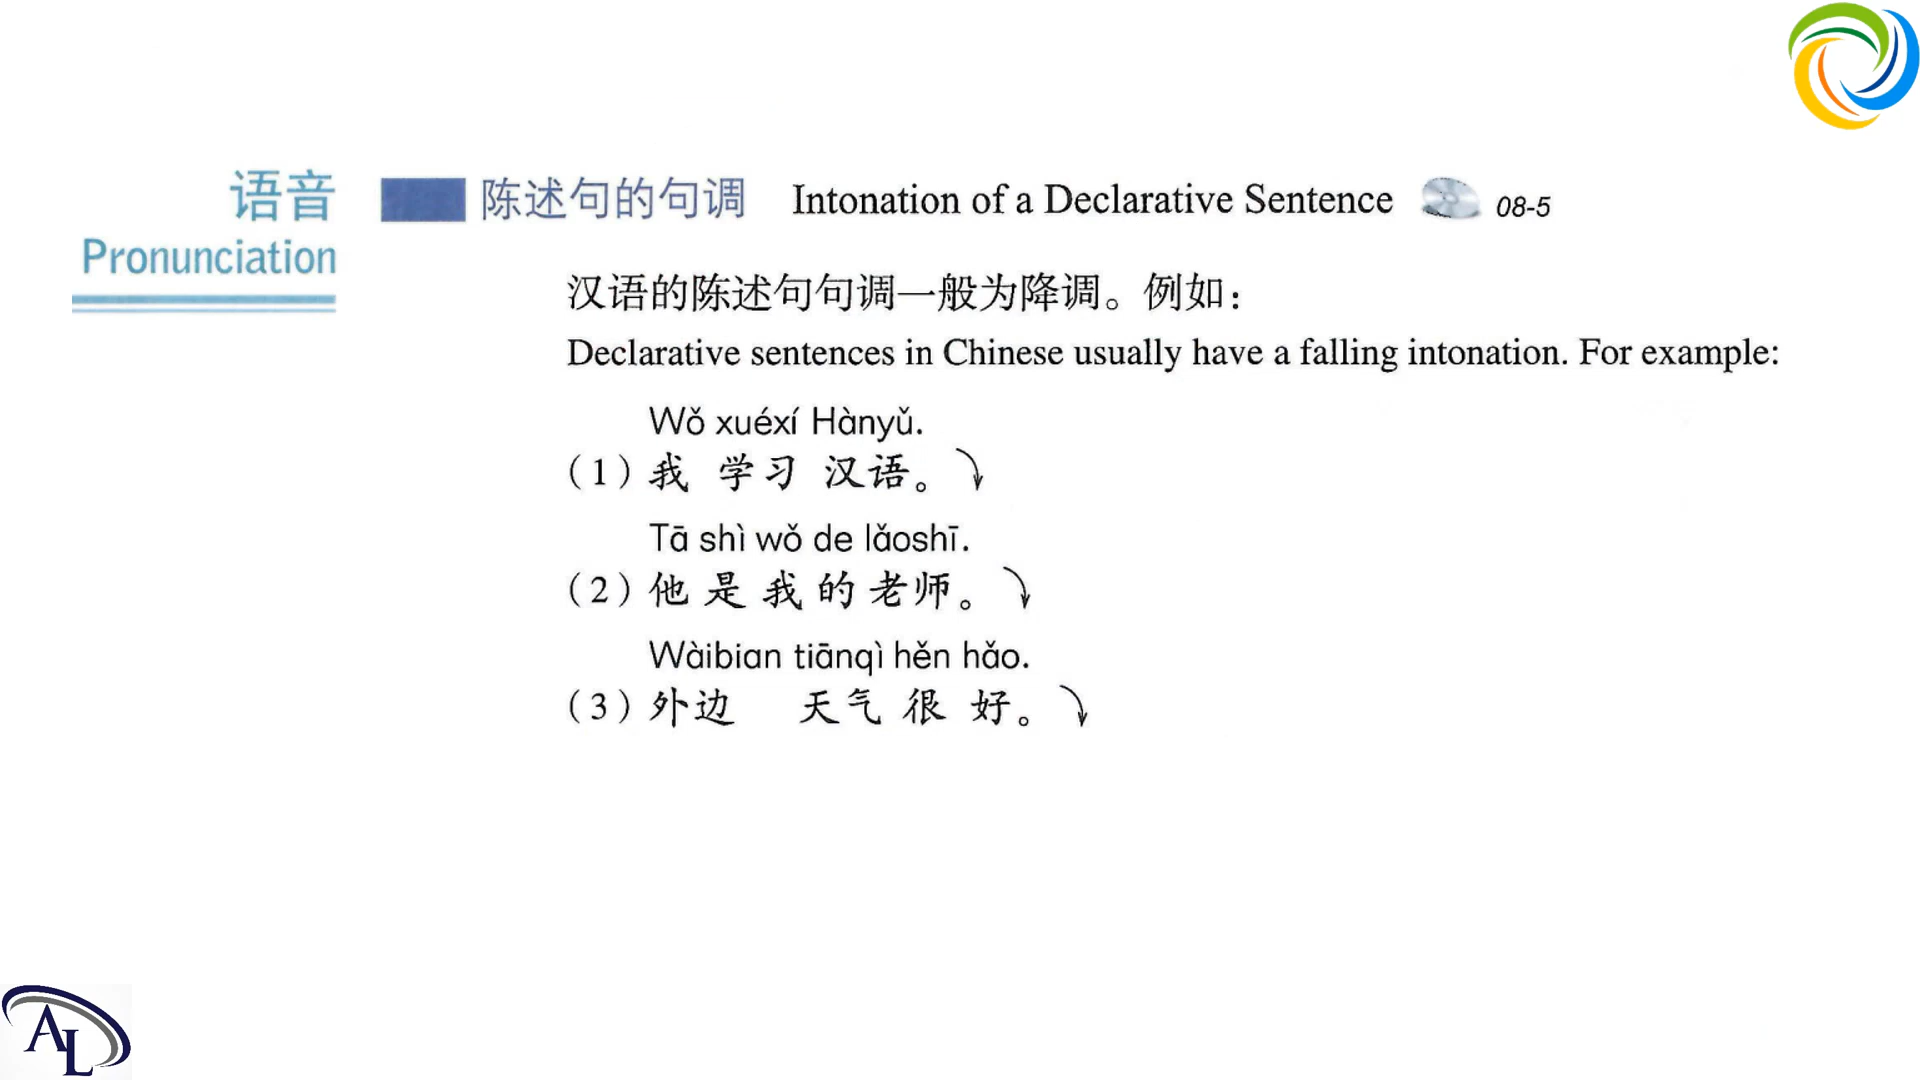 语音
Pronunciation
陈述句的句调 Intonation of a Declarative Sentence 08-5
汉语的陈述句句调一般为降调。例如：
Declarative sentences in Chinese usually have a falling intonation. For example:
Wǒ xuéxí Hànyǔ.
（1）我 学习 汉语。
Tā shì wǒ de lǎoshī.
（2）他 是 我 的 老师。
Wàibian tiānqì hěn hǎo.
（3）外边 天气 很 好。
AL